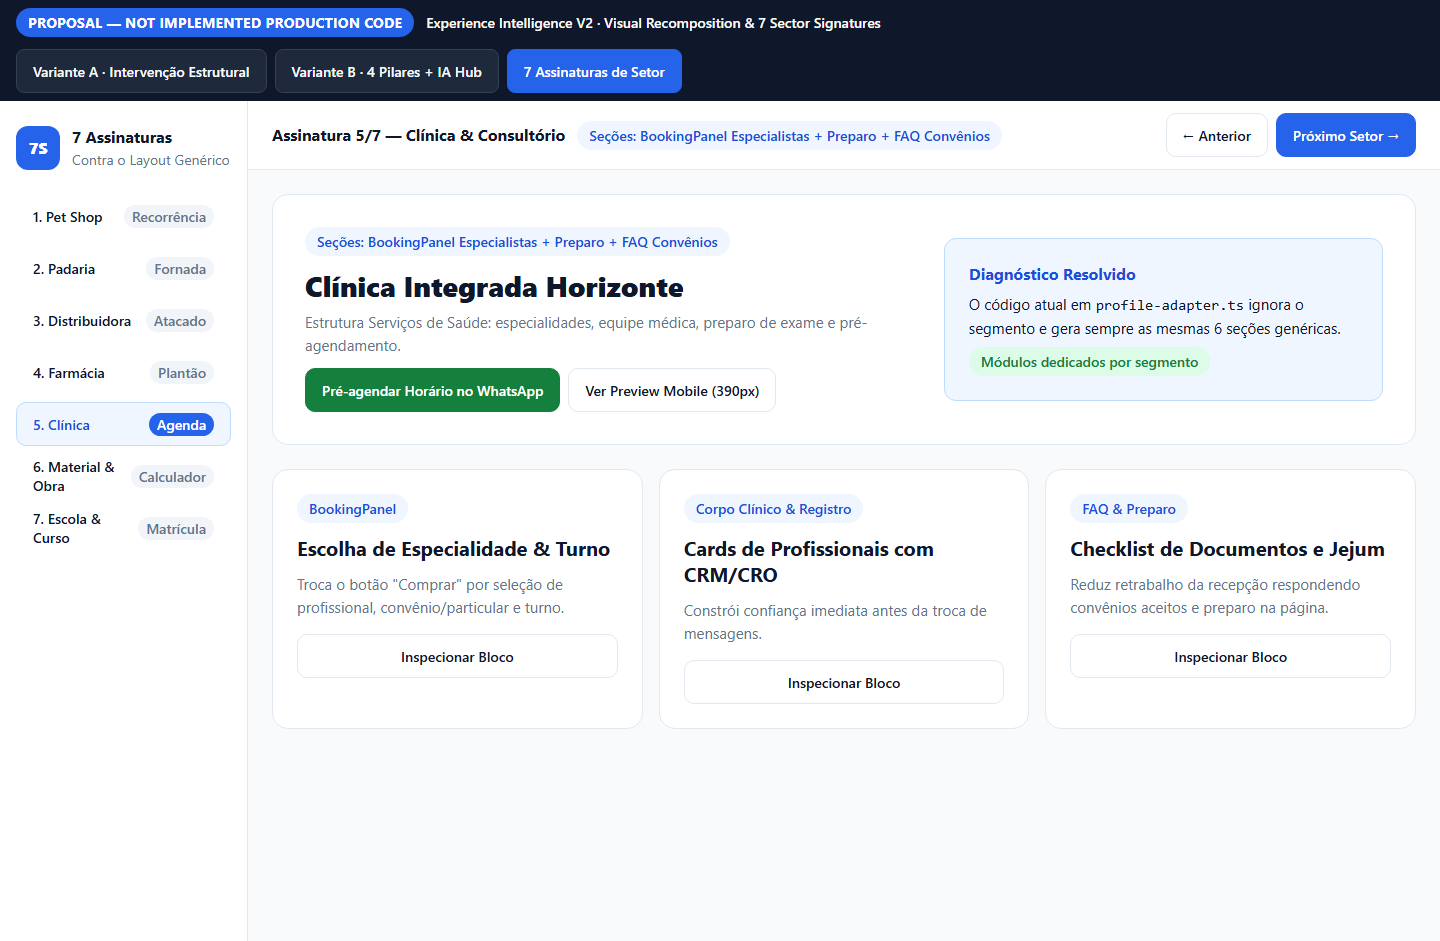 PROPOSAL — NOT IMPLEMENTED PRODUCTION CODE
Experience Intelligence V2 · Visual Recomposition & 7 Sector Signatures
Variante A · Intervenção Estrutural
Variante B · 4 Pilares + IA Hub
7 Assinaturas de Setor
7S
7 Assinaturas
Contra o Layout Genérico
1. Pet Shop
Recorrência
2. Padaria
Fornada
3. Distribuidora
Atacado
4. Farmácia
Plantão
5. Clínica
Agenda
6. Material &
Obra
Calculador
7. Escola &
Curso
Matrícula
Assinatura 5/7 — Clínica & Consultório
Seções: BookingPanel Especialistas + Preparo + FAQ Convênios
← Anterior
Próximo Setor →
Seções: BookingPanel Especialistas + Preparo + FAQ Convênios
Clínica Integrada Horizonte
Estrutura Serviços de Saúde: especialidades, equipe médica, preparo de exame e pré-
agendamento.
Pré-agendar Horário no WhatsApp
Ver Preview Mobile (390px)
Diagnóstico Resolvido
O código atual em profile-adapter.ts ignora o
segmento e gera sempre as mesmas 6 seções genéricas.
Módulos dedicados por segmento
BookingPanel
Escolha de Especialidade & Turno
Troca o botão "Comprar" por seleção de
profissional, convênio/particular e turno.
Inspecionar Bloco
Corpo Clínico & Registro
Cards de Profissionais com
CRM/CRO
Constrói confiança imediata antes da troca de
mensagens.
Inspecionar Bloco
FAQ & Preparo
Checklist de Documentos e Jejum
Reduz retrabalho da recepção respondendo
convênios aceitos e preparo na página.
Inspecionar Bloco